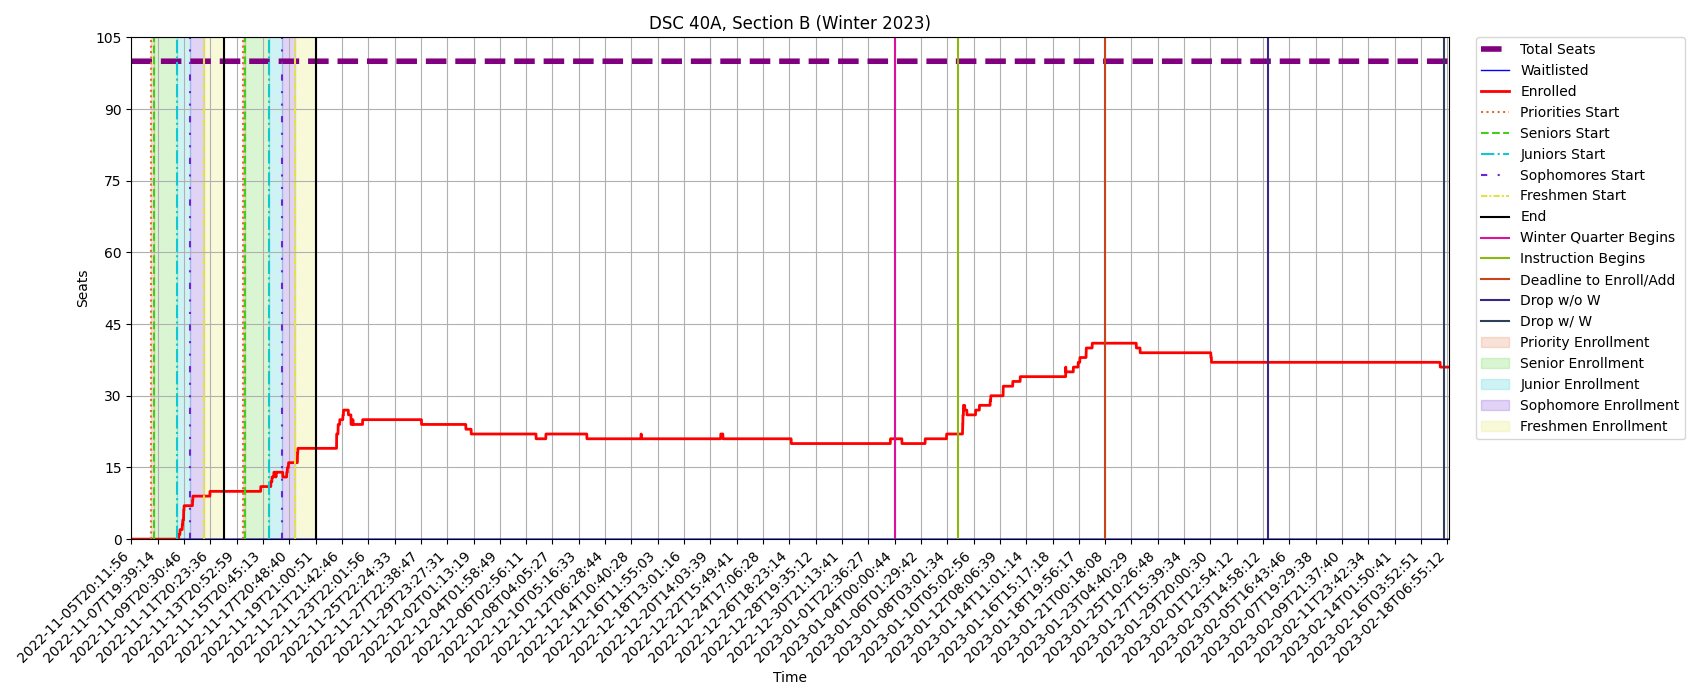 DSC 40A, Section B (Winter 2023)
Seats
105
90
75
60
45
30
15
0
2022-11-05T20:11:56
2022-11-07T19:39:14
2022-11-09T20:30:46
2022-11-11T20:23:36
2022-11-13T20:52:59
2022-11-15T20:45:13
2022-11-17T20:48:40
2022-11-19T21:00:51
2022-11-21T21:42:46
2022-11-23T22:01:56
2022-11-25T22:24:33
2022-11-27T22:38:47
2022-11-29T23:27:31
2022-12-02T01:13:19
2022-12-04T01:58:49
2022-12-06T02:56:11
2022-12-08T04:05:27
2022-12-10T05:16:33
2022-12-12T06:28:44
2022-12-14T10:40:28
2022-12-16T11:55:03
2022-12-18T13:01:16
2022-12-20T14:03:39
2022-12-22T15:49:41
2022-12-24T17:06:28
2022-12-26T18:23:14
2022-12-28T19:35:12
2022-12-30T21:13:41
2023-01-01T22:36:27
2023-01-04T00:00:44
2023-01-06T01:29:42
2023-01-08T03:01:34
2023-01-10T05:02:56
2023-01-12T08:06:39
2023-01-14T11:01:14
2023-01-16T15:17:18
2023-01-18T19:56:17
2023-01-21T00:18:08
2023-01-23T04:40:29
2023-01-25T10:26:48
2023-01-27T15:39:34
2023-01-29T20:00:30
2023-02-01T12:54:12
2023-02-03T14:58:12
2023-02-05T16:43:46
2023-02-07T19:29:38
2023-02-09T21:37:40
2023-02-11T23:42:34
2023-02-14T01:50:41
2023-02-16T03:52:51
2023-02-18T06:55:12
Time
Total Seats
Waitlisted
Enrolled
Priorities Start
Seniors Start
Juniors Start
Sophomores Start
Freshmen Start
End
Winter Quarter Begins
Instruction Begins
Deadline to Enroll/Add
Drop w/o W
Drop w/ W
Priority Enrollment
Senior Enrollment
Junior Enrollment
Sophomore Enrollment
Freshmen Enrollment